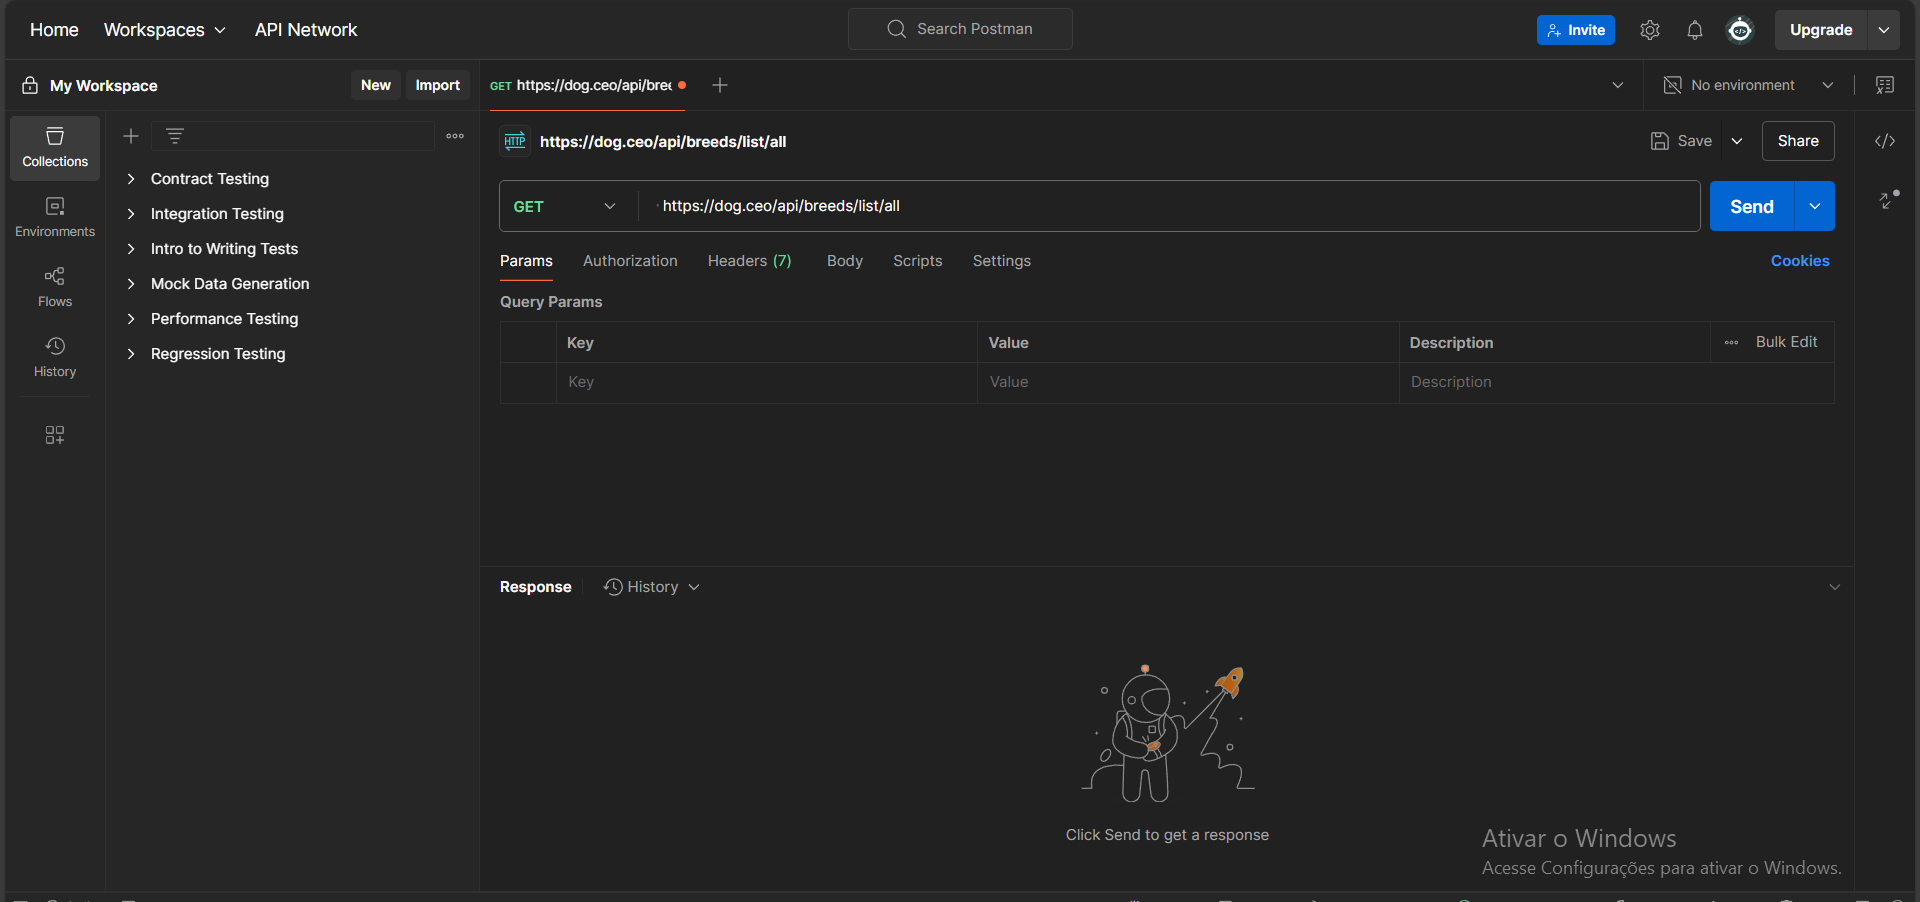 Home Workspaces API Network Search Postman Invite Upgrade
My Workspace New Import GET https://dog.ceo/api/bree No environment
Collections
Environments
Flows
History
Contract Testing
Integration Testing
Intro to Writing Tests
Mock Data Generation
Performance Testing
Regression Testing
HTTP https://dog.ceo/api/breeds/list/all Save Share
GET https://dog.ceo/api/breeds/list/all Send
Params Authorization Headers (7) Body Scripts Settings Cookies
Query Params
Key Value Description Bulk Edit
Key Value Description
Response History
Click Send to get a response
Ativar o Windows
Acesse Configurações para ativar o Windows.